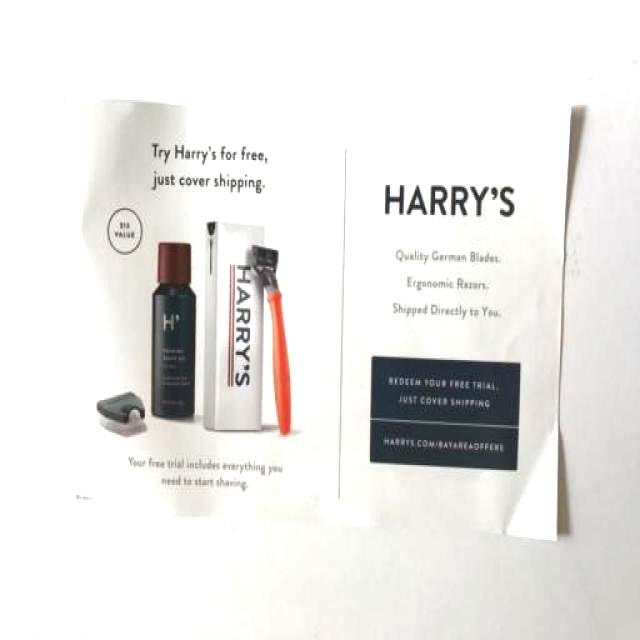 Try Harry's for free,
just cover shipping.
$13
VALUE
H'
HARRY'S
Your free trial includes everything you
need to start shaving.
HARRY'S
Quality German Blades.
Ergonomic Razors.
Shipped Directly to You.
REDEEM YOUR FREE TRIAL,
JUST COVER SHIPPING
HARRYS.COM/BAYAREAOFFERS